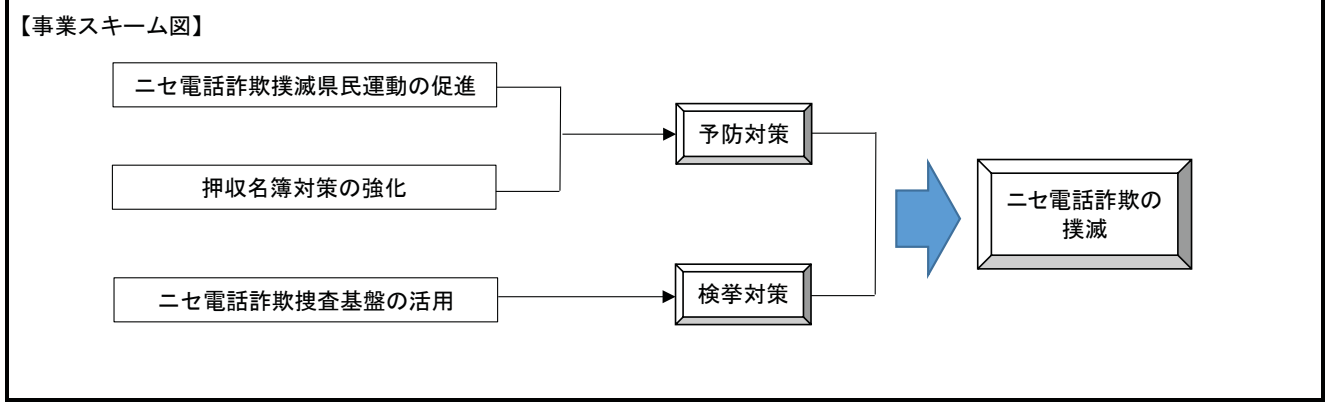 【事業スキーム図】
ニセ電話詐欺撲滅県民運動の促進
押収名簿対策の強化
予防対策
ニセ電話詐欺捜査基盤の活用
検挙対策
ニセ電話詐欺の
撲滅